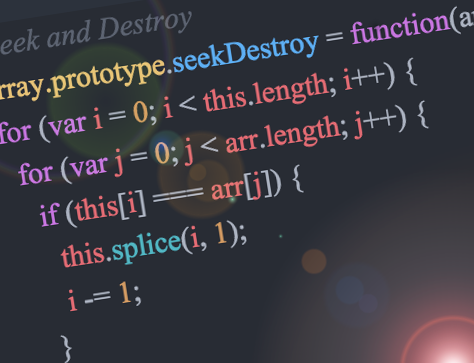 eek and Destroy
rray.prototype.seekDestroy = function(ar
for (var i = 0; i < this.length; i++) {
for (var j = 0; j < arr.length; j++) {
if (this[i] === arr[j]) {
this.splice(i, 1);
i -= 1;
}